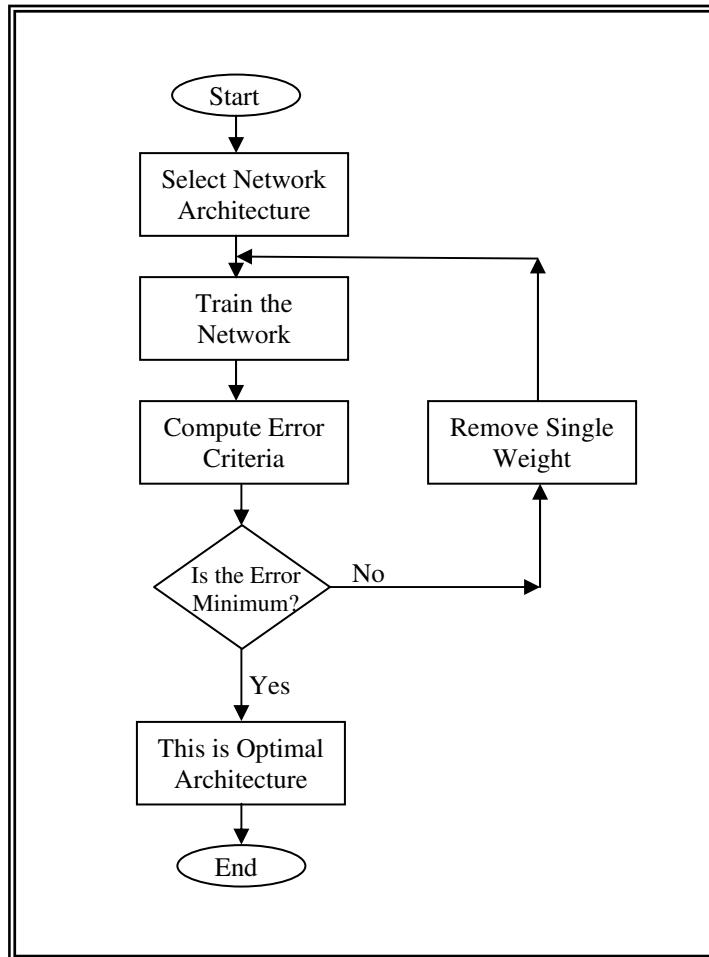 Start
Select Network
Architecture
Train the
Network
Compute Error
Criteria
Remove Single
Weight
Is the Error
Minimum?
No
Yes
This is Optimal
Architecture
End